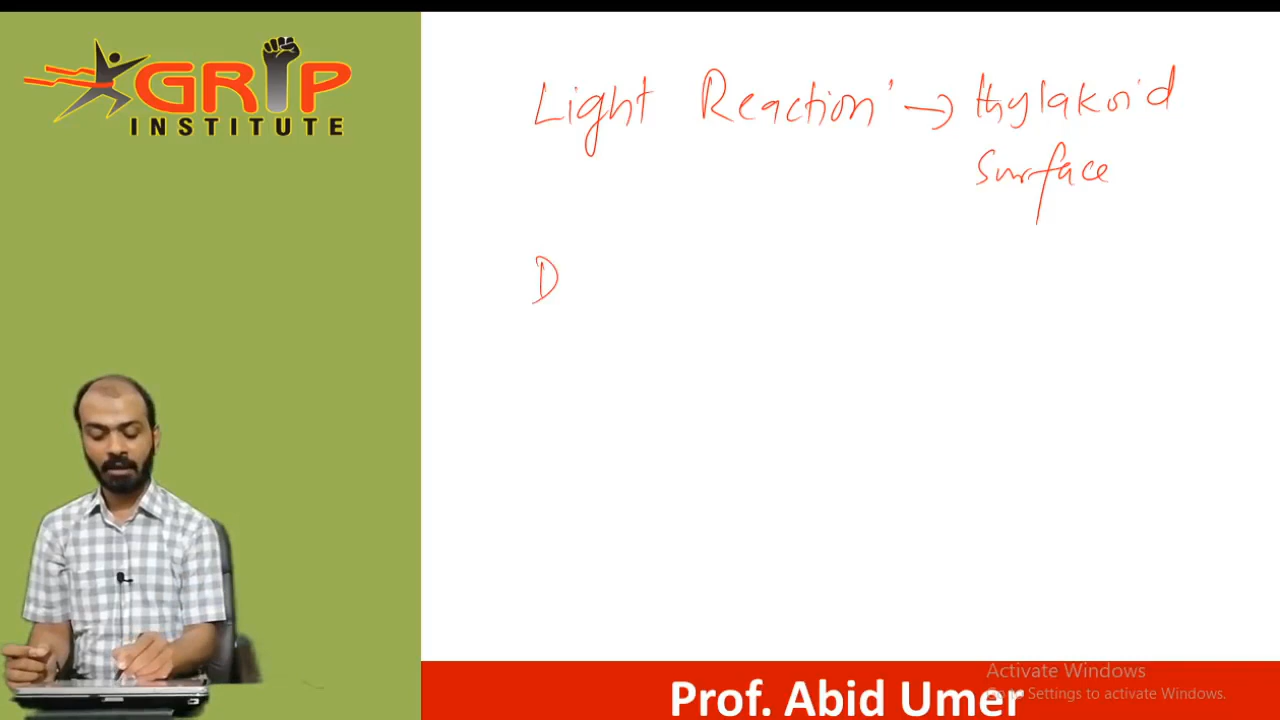 GRIP
INSTITUTE
Light Reaction' → thylakoid
surface
D
Activate Windows
Go to Settings to activate Windows.
Prof. Abid Umer